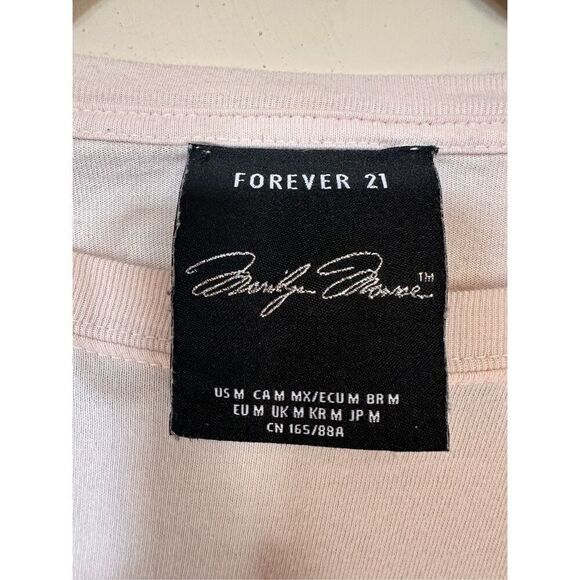 FOREVER 21
Marilyn Monroe™
US M CA M MX/ECU M BR M
EU M UK M KR M JP M
CN 165/88A